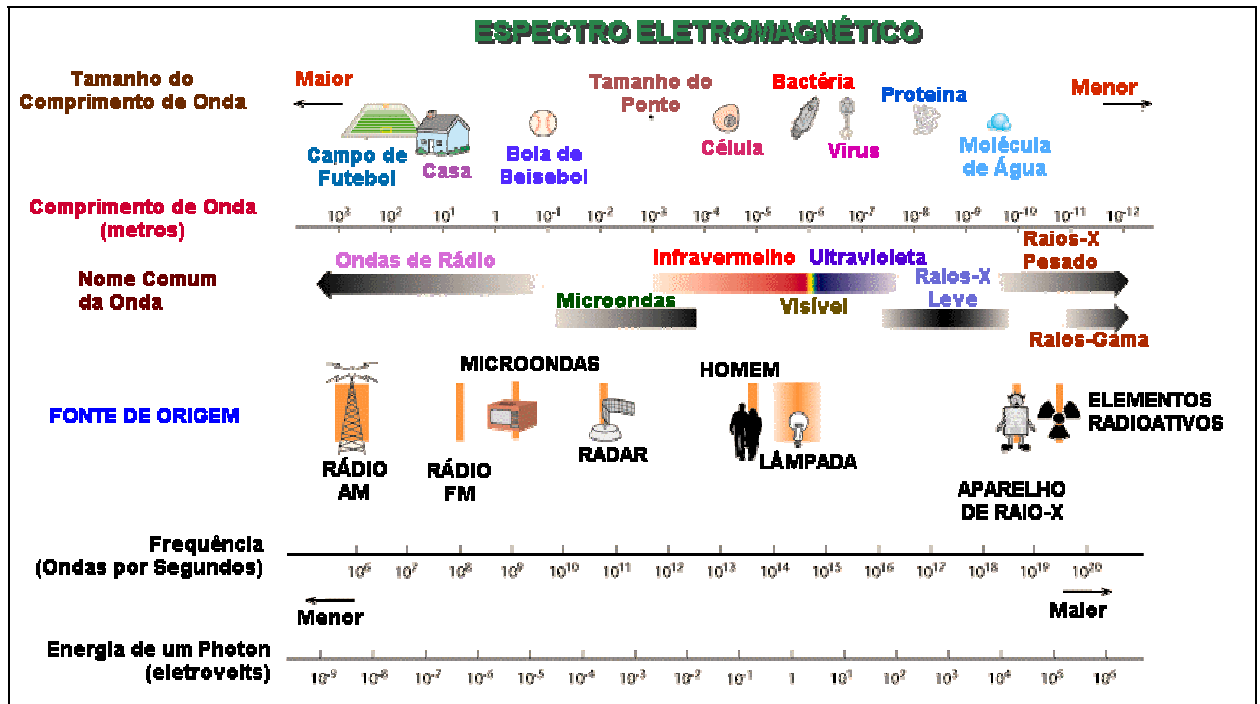 ESPECTRO ELETROMAGNÉTICO
Tamanho do
Comprimento de Onda
Maior
Tamanho do
Ponto
Bactéria
Proteina
Menor
Campo de
Futebol
Casa
Bola de
Beisebol
Célula
Virus
Molécula
de Água
Comprimento de Onda
(metros)
10³ 10² 10¹ 1 10⁻¹ 10⁻² 10⁻³ 10⁻⁴ 10⁻⁵ 10⁻⁶ 10⁻⁷ 10⁻⁸ 10⁻⁹ 10⁻¹⁰ 10⁻¹¹ 10⁻¹²
Nome Comum
da Onda
Ondas de Rádio
Microondas
Infravermelho
Visível
Ultravioleta
Raios-X
Leve
Raios-X
Pesado
Raios-Gama
FONTE DE ORIGEM
RÁDIO
AM
RÁDIO
FM
MICROONDAS
RADAR
HOMEM
LÂMPADA
APARELHO
DE RAIO-X
ELEMENTOS
RADIOATIVOS
Frequência
(Ondas por Segundos)
10⁶ 10⁷ 10⁸ 10⁹ 10¹⁰ 10¹¹ 10¹² 10¹³ 10¹⁴ 10¹⁵ 10¹⁶ 10¹⁷ 10¹⁸ 10¹⁹ 10²⁰
Menor
Maior
Energia de um Photon
(eletrovolts)
10⁻⁹ 10⁻⁸ 10⁻⁷ 10⁻⁶ 10⁻⁵ 10⁻⁴ 10⁻³ 10⁻² 10⁻¹ 1 10¹ 10² 10³ 10⁴ 10⁵ 10⁶